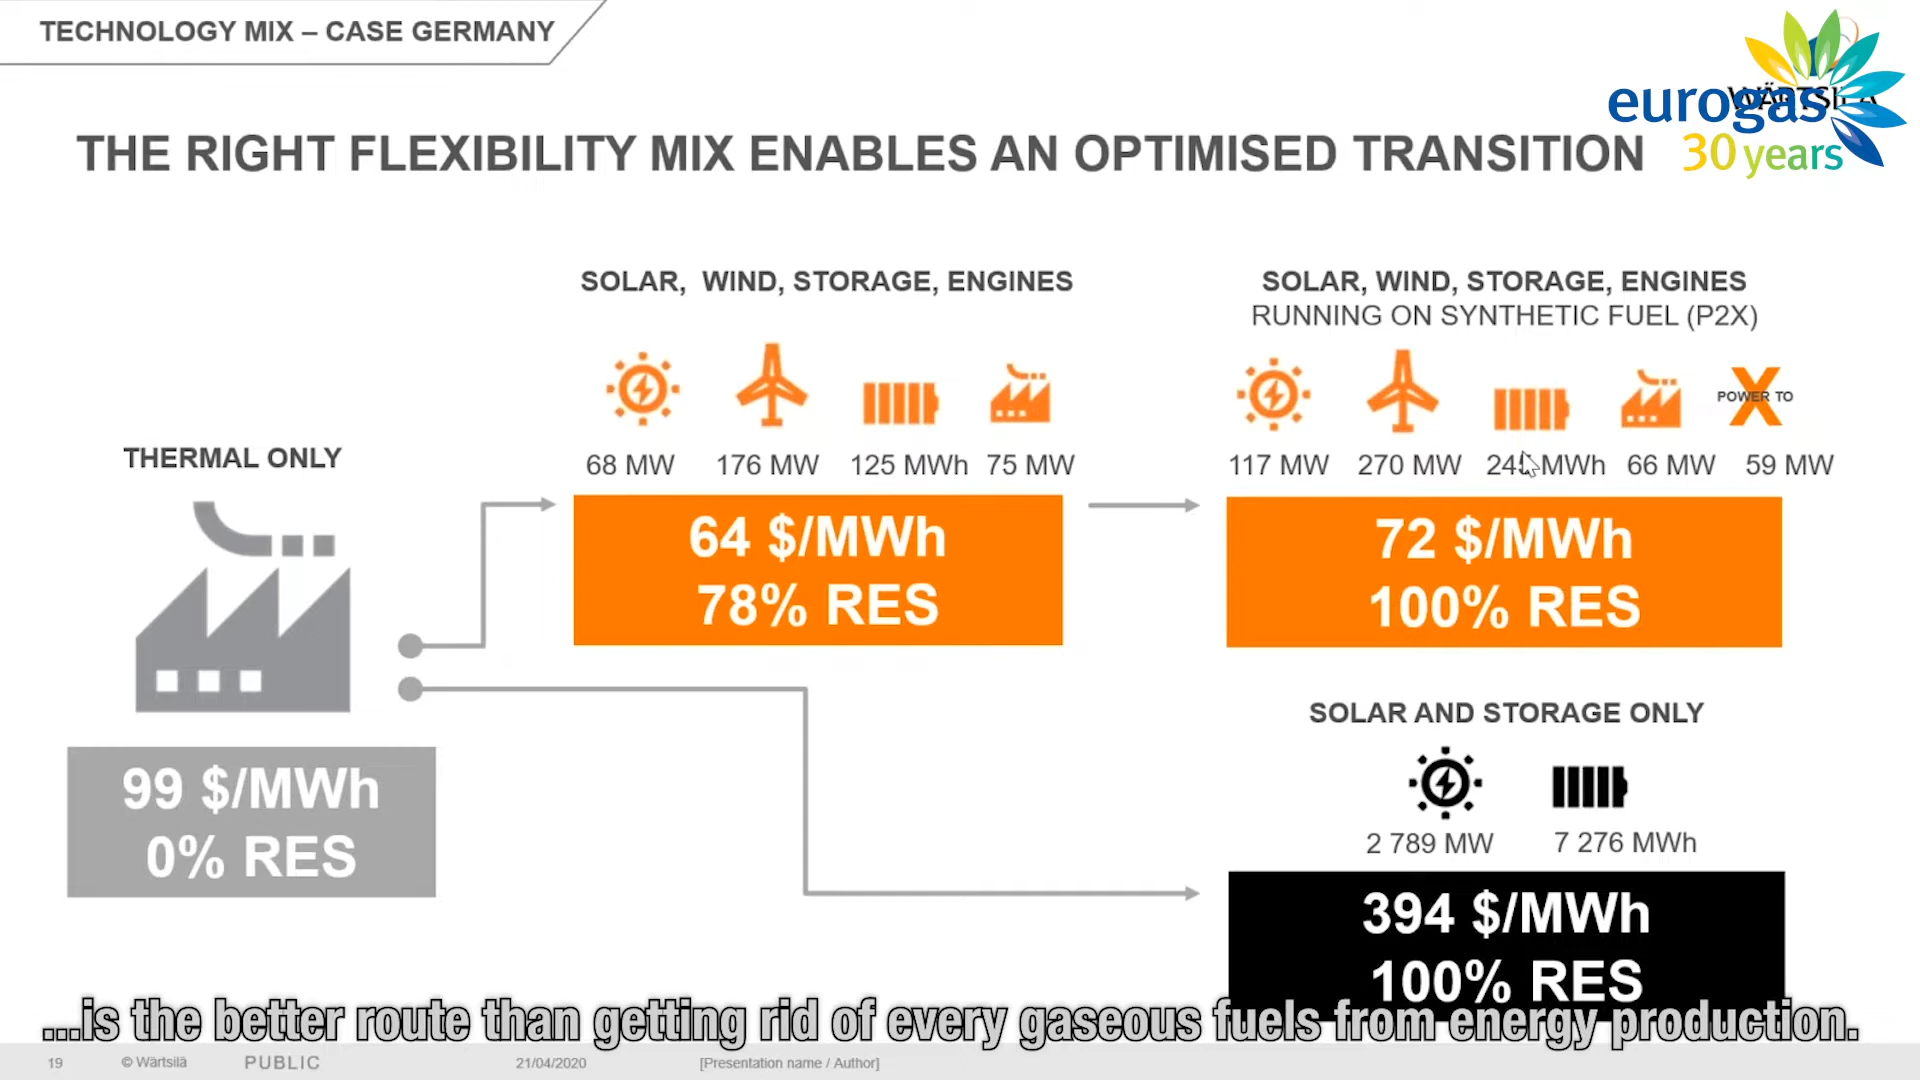 TECHNOLOGY MIX – CASE GERMANY
eurogas
30 years
THE RIGHT FLEXIBILITY MIX ENABLES AN OPTIMISED TRANSITION
SOLAR, WIND, STORAGE, ENGINES
68 MW 176 MW 125 MWh 75 MW
64 $/MWh
78% RES
SOLAR, WIND, STORAGE, ENGINES
RUNNING ON SYNTHETIC FUEL (P2X)
POWER TO
X
117 MW 270 MW MWh 66 MW 59 MW
72 $/MWh
100% RES
THERMAL ONLY
99 $/MWh
0% RES
SOLAR AND STORAGE ONLY
2 789 MW 7 276 MWh
394 $/MWh
100% RES
...is the better route than getting rid of every gaseous fuels from energy production.
19 © Wärtsilä PUBLIC 21/04/2020 [Presentation name / Author]